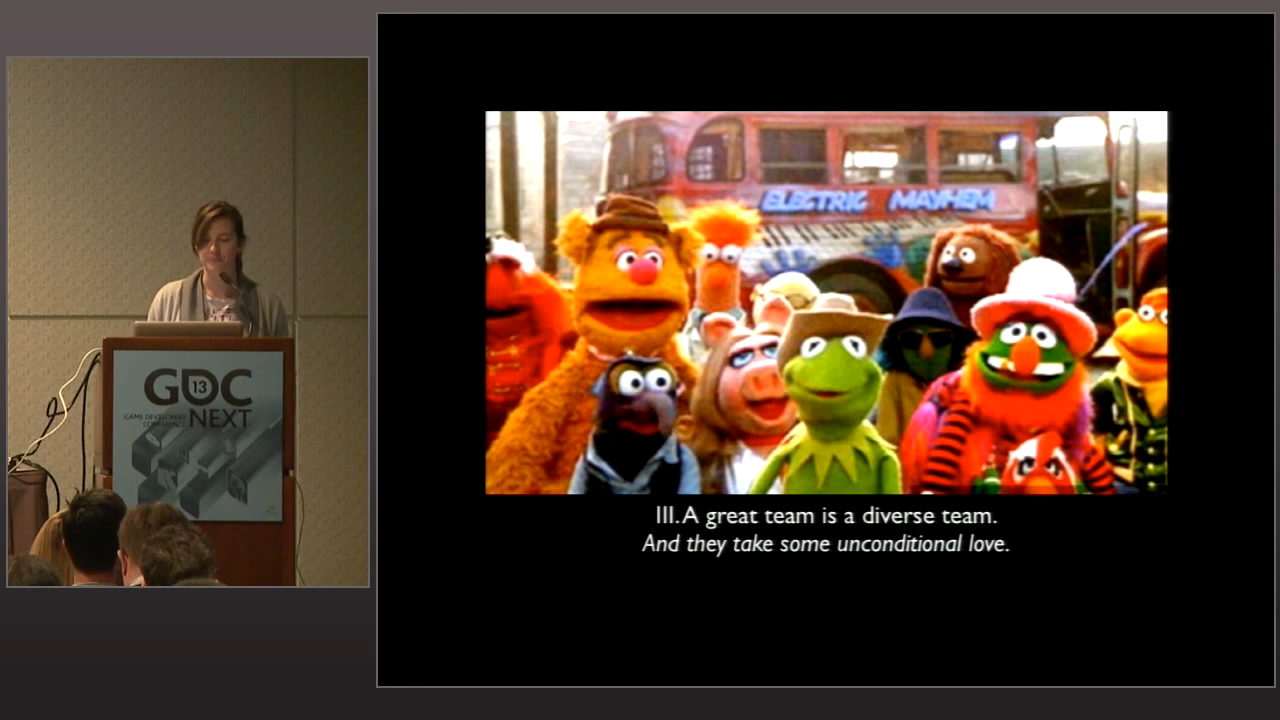 GDC
13
NEXT
GAME DEVELOPERS
CONFERENCE
ELECTRIC MAYHEM
III. A great team is a diverse team.
And they take some unconditional love.